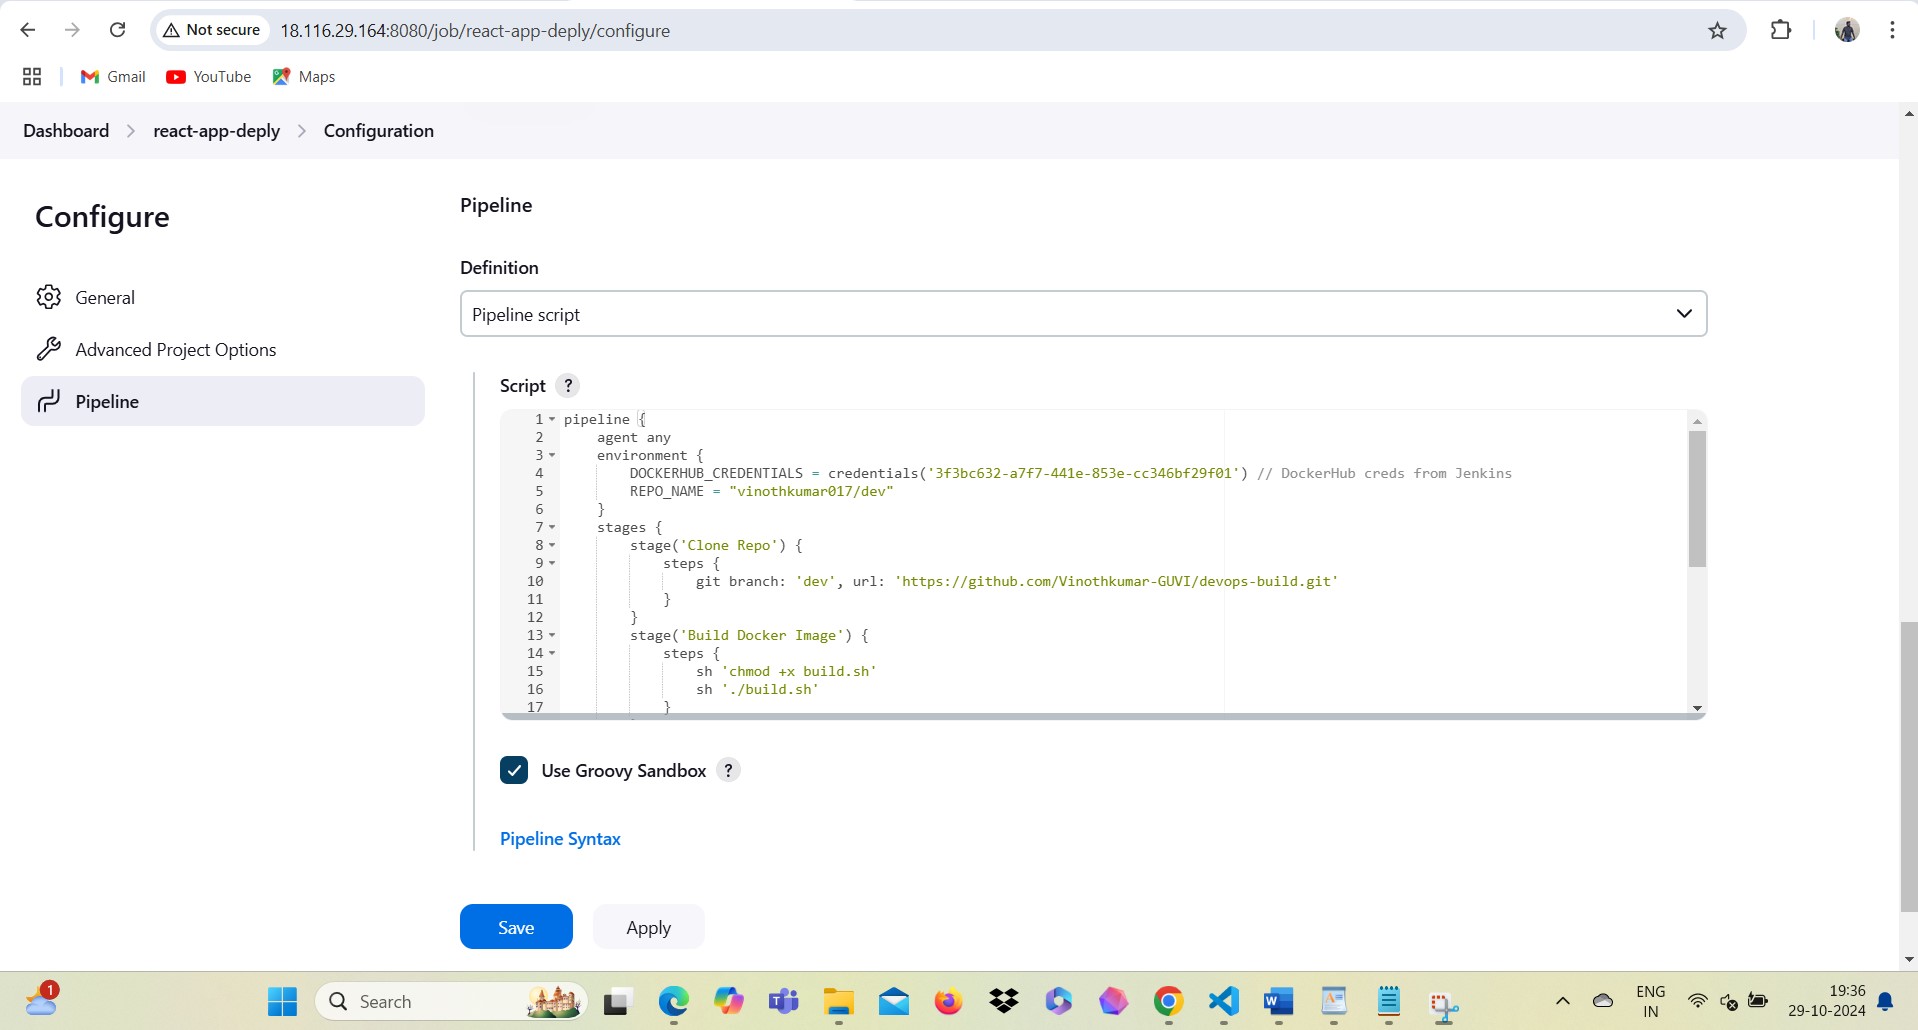 Not secure 18.116.29.164:8080/job/react-app-deply/configure
Gmail YouTube Maps
Dashboard react-app-deply Configuration
Configure
General
Advanced Project Options
Pipeline
Pipeline
Definition
Pipeline script
Script ?
1 pipeline {
2 agent any
3 environment {
4 DOCKERHUB_CREDENTIALS = credentials('3f3bc632-a7f7-441e-853e-cc346bf29f01') // DockerHub creds from Jenkins
5 REPO_NAME = "vinothkumar017/dev"
6 }
7 stages {
8 stage('Clone Repo') {
9 steps {
10 git branch: 'dev', url: 'https://github.com/Vinothkumar-GUVI/devops-build.git'
11 }
12 }
13 stage('Build Docker Image') {
14 steps {
15 sh 'chmod +x build.sh'
16 sh './build.sh'
17 }
Use Groovy Sandbox ?
Pipeline Syntax
Save Apply
1
Search
ENG
IN
19:36
29-10-2024